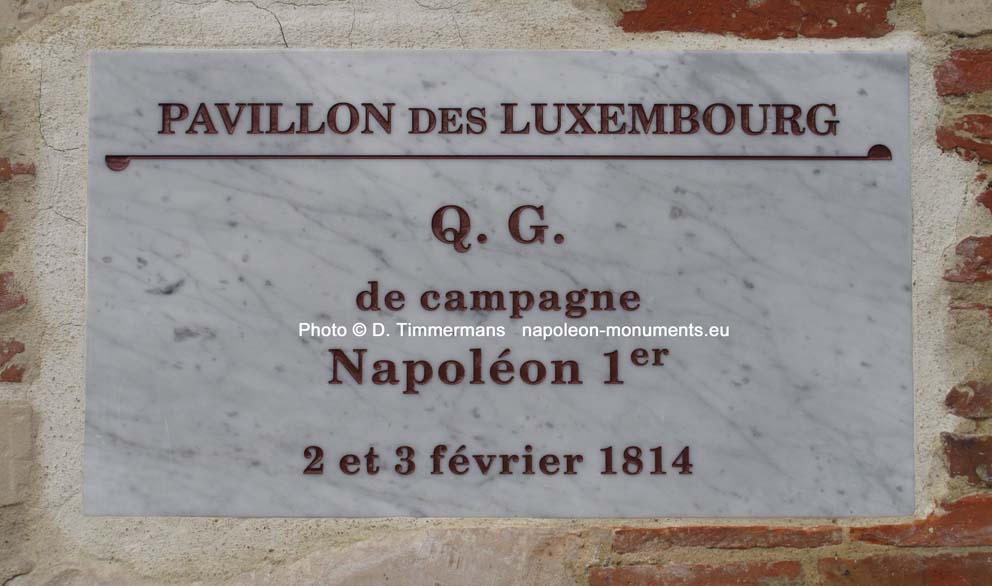 PAVILLON DES LUXEMBOURG
Q. G.
de campagne
Photo © D. Timmermans napoleon-monuments.eu
Napoléon 1er
2 et 3 février 1814